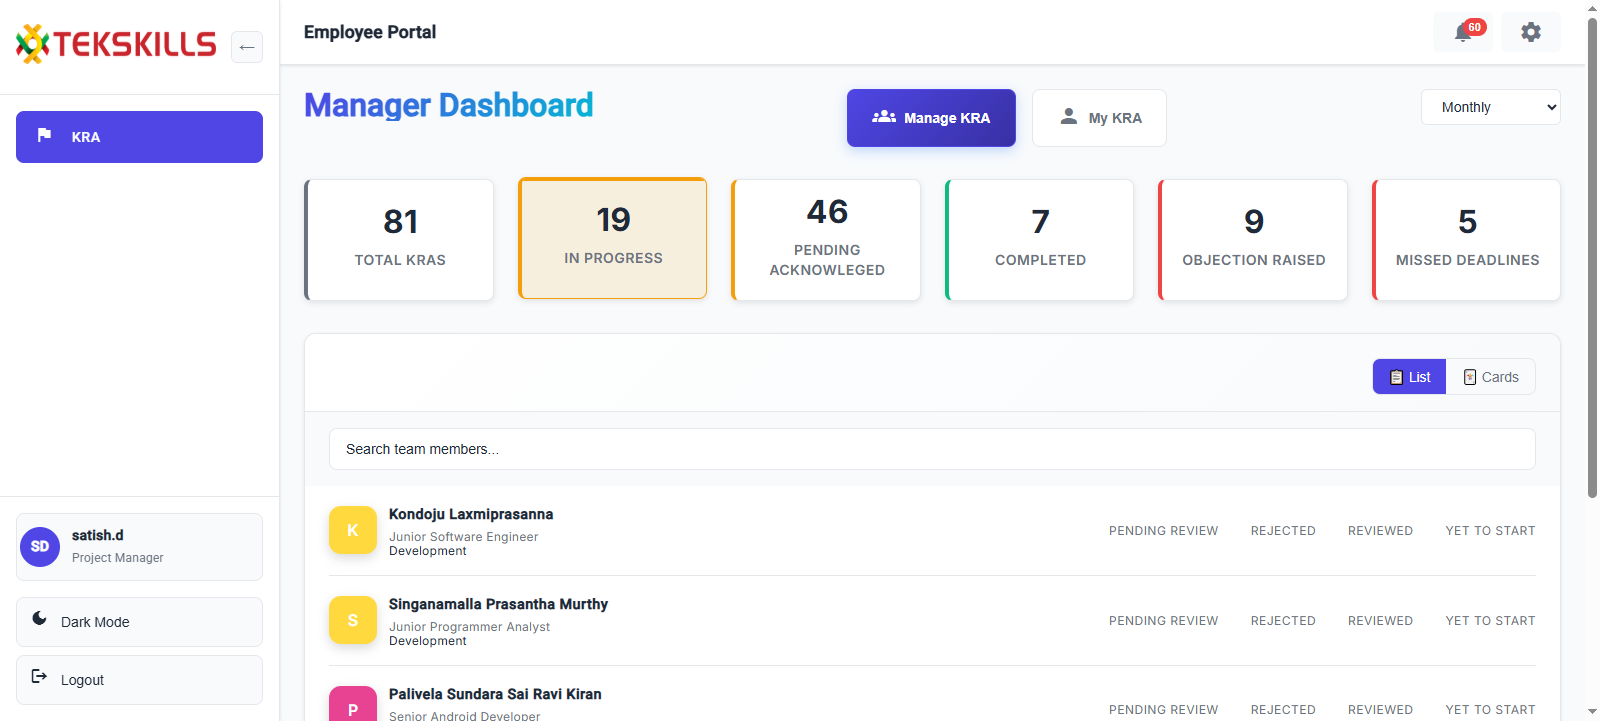 TEKSKILLS
←
KRA
satish.d
SD
Project Manager
Dark Mode
Logout
Employee Portal
60
Manager Dashboard
Manage KRA
My KRA
Monthly
81
TOTAL KRAS
19
IN PROGRESS
46
PENDING
ACKNOWLEGED
7
COMPLETED
9
OBJECTION RAISED
5
MISSED DEADLINES
List
Cards
Search team members...
K
Kondoju Laxmiprasanna
Junior Software Engineer
Development
PENDING REVIEW REJECTED REVIEWED YET TO START
S
Singanamalla Prasantha Murthy
Junior Programmer Analyst
Development
PENDING REVIEW REJECTED REVIEWED YET TO START
P
Palivela Sundara Sai Ravi Kiran
Senior Android Developer
PENDING REVIEW REJECTED REVIEWED YET TO START